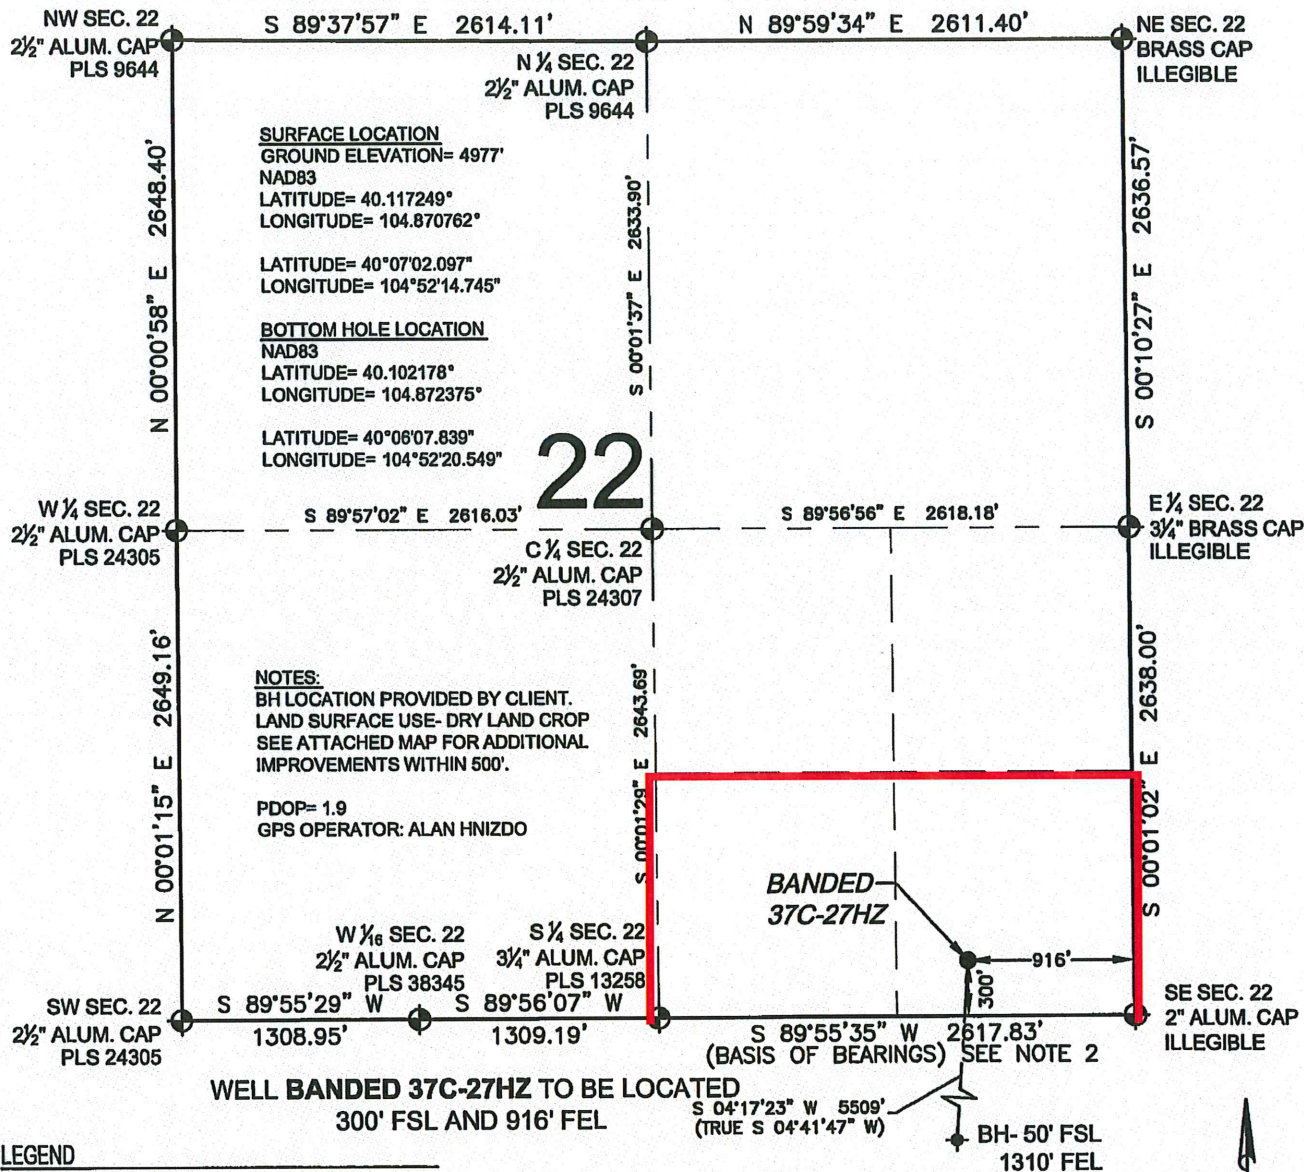 NW SEC. 22
2½" ALUM. CAP
PLS 9644
S 89°37'57" E 2614.11'
N 89°59'34" E 2611.40'
NE SEC. 22
BRASS CAP
ILLEGIBLE
N ¼ SEC. 22
2½" ALUM. CAP
PLS 9644
SURFACE LOCATION
GROUND ELEVATION= 4977'
NAD83
LATITUDE= 40.117249°
LONGITUDE= 104.870762°
LATITUDE= 40°07'02.097"
LONGITUDE= 104°52'14.745"
BOTTOM HOLE LOCATION
NAD83
LATITUDE= 40.102178°
LONGITUDE= 104.872375°
LATITUDE= 40°06'07.839"
LONGITUDE= 104°52'20.549"
N 00°00'58" E 2648.40'
S 00°01'37" E 2633.90'
S 00°10'27" E 2636.57'
22
W ¼ SEC. 22
2½" ALUM. CAP
PLS 24305
S 89°57'02" E 2616.03'
S 89°56'56" E 2618.18'
E ¼ SEC. 22
3¼" BRASS CAP
ILLEGIBLE
C ¼ SEC. 22
2½" ALUM. CAP
PLS 24307
NOTES:
BH LOCATION PROVIDED BY CLIENT.
LAND SURFACE USE- DRY LAND CROP
SEE ATTACHED MAP FOR ADDITIONAL
IMPROVEMENTS WITHIN 500'.
PDOP= 1.9
GPS OPERATOR: ALAN HNIZDO
N 00°01'15" E 2649.16'
S 00°01'29" E 2643.69'
S 00°01'02" E 2638.00'
BANDED
37C-27HZ
916'
300'
W 1/16 SEC. 22
2½" ALUM. CAP
PLS 38345
S ¼ SEC. 22
3¼" ALUM. CAP
PLS 13258
SW SEC. 22
2½" ALUM. CAP
PLS 24305
S 89°55'29" W
1308.95'
S 89°56'07" W
1309.19'
S 89°55'35" W 2617.83'
(BASIS OF BEARINGS) SEE NOTE 2
SE SEC. 22
2" ALUM. CAP
ILLEGIBLE
WELL BANDED 37C-27HZ TO BE LOCATED
300' FSL AND 916' FEL
S 04°17'23" W 5509'
(TRUE S 04°41'47" W)
BH- 50' FSL
1310' FEL
LEGEND